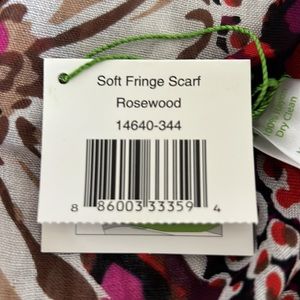 Soft Fringe Scarf
Rosewood
14640-344
8 86003 33359 4
Dry Clean